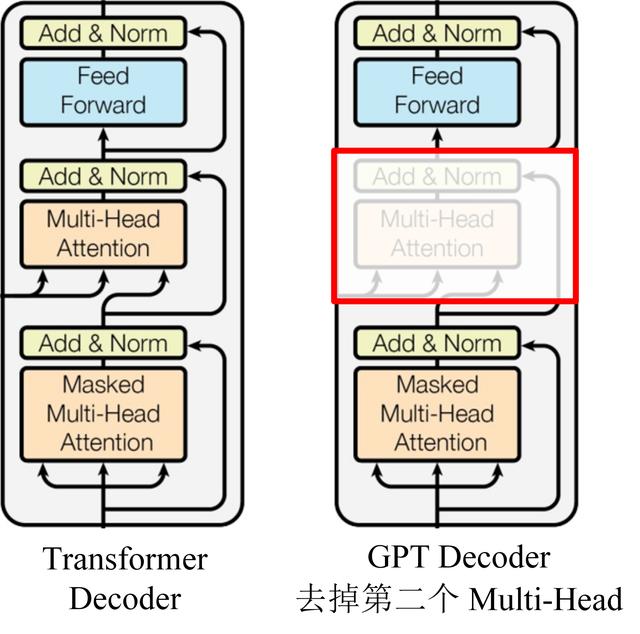 Add & Norm
Feed
Forward
Add & Norm
Multi-Head
Attention
Add & Norm
Masked
Multi-Head
Attention
Transformer
Decoder
Add & Norm
Feed
Forward
Add & Norm
Multi-Head
Attention
Add & Norm
Masked
Multi-Head
Attention
GPT Decoder
去掉第二个 Multi-Head